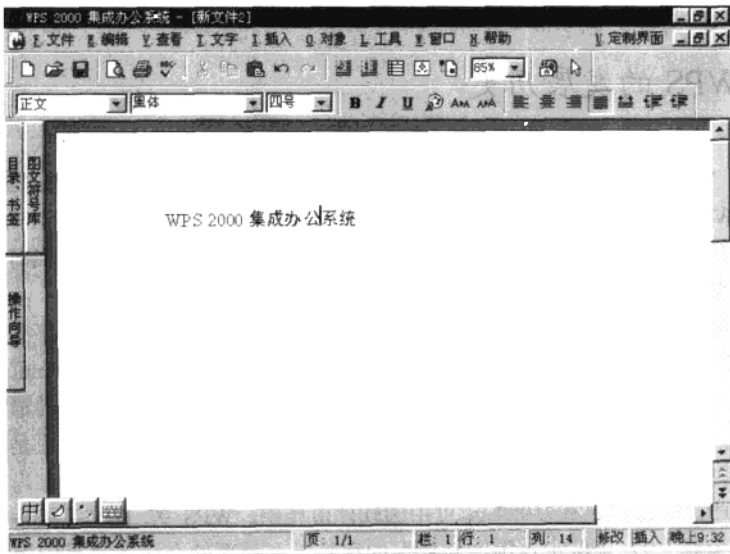 WPS 2000 集成办公系统 - [新文件2]
F.文件 E.编辑 V.查看 T.文字 I.插入 O.对象 L.工具 W.窗口 H.帮助 U.定制界面
85%
正文 黑体 四号 B I U
目录、书签
图文符号库
操作向导
WPS 2000 集成办公系统
中
WPS 2000 集成办公系统 页: 1/1 栏: 1 行: 1 列: 14 修改 插入 晚上9:32